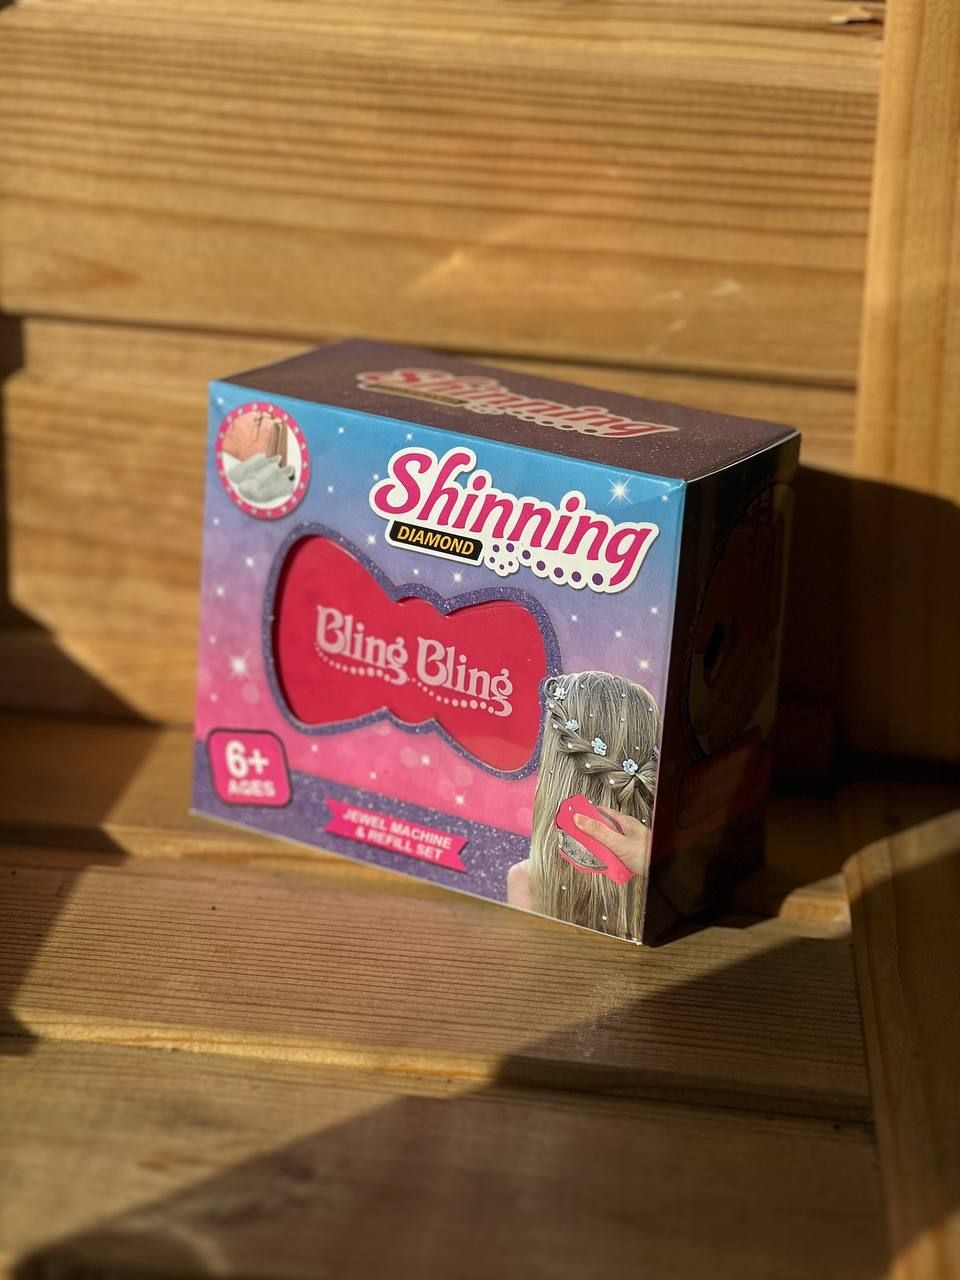 Shinning
Shinning
DIAMOND
Bling Bling
6+
AGES
JEWEL MACHINE
& REFILL SET